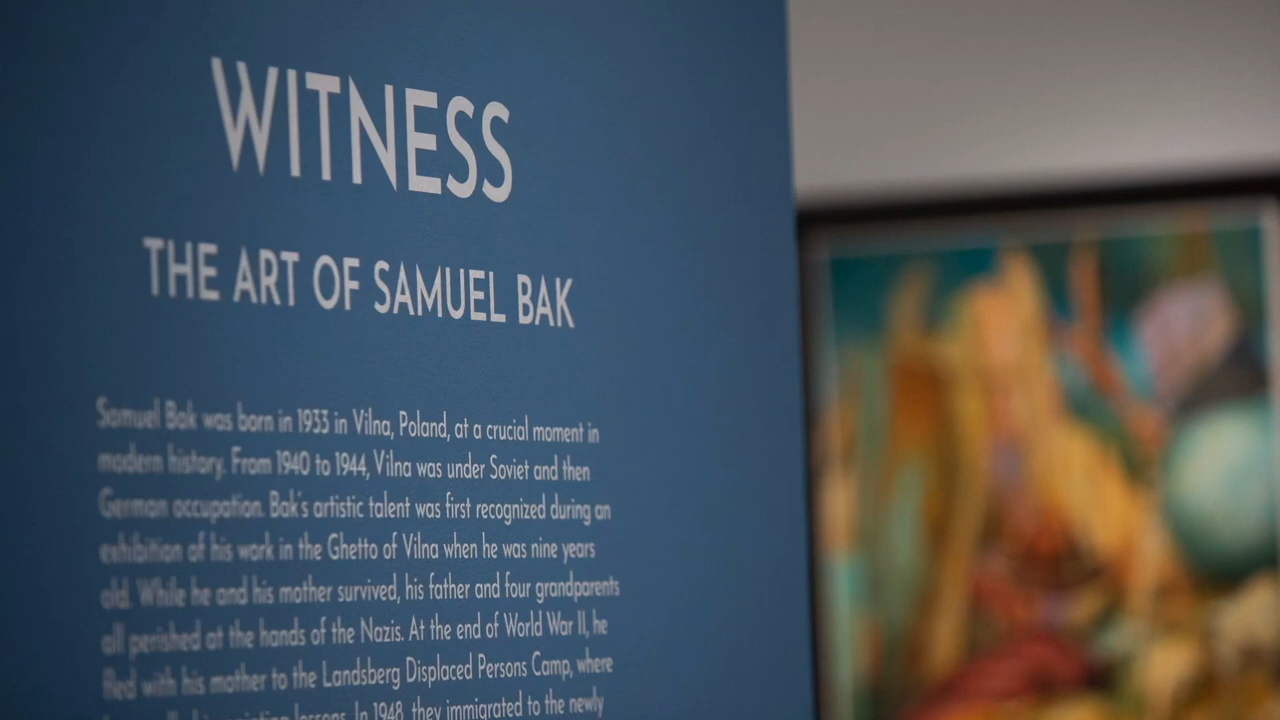 WITNESS
THE ART OF SAMUEL BAK
Samuel Bak was born in 1933 in Vilna, Poland, at a crucial moment in
modern history. From 1940 to 1944, Vilna was under Soviet and then
German occupation. Bak's artistic talent was first recognized during an
exhibition of his work in the Ghetto of Vilna when he was nine years
old. While he and his mother survived, his father and four grandparents
all perished at the hands of the Nazis. At the end of World War II, he
fled with his mother to the Landsberg Displaced Persons Camp, where
painting lessons. In 1948, they immigrated to the newly